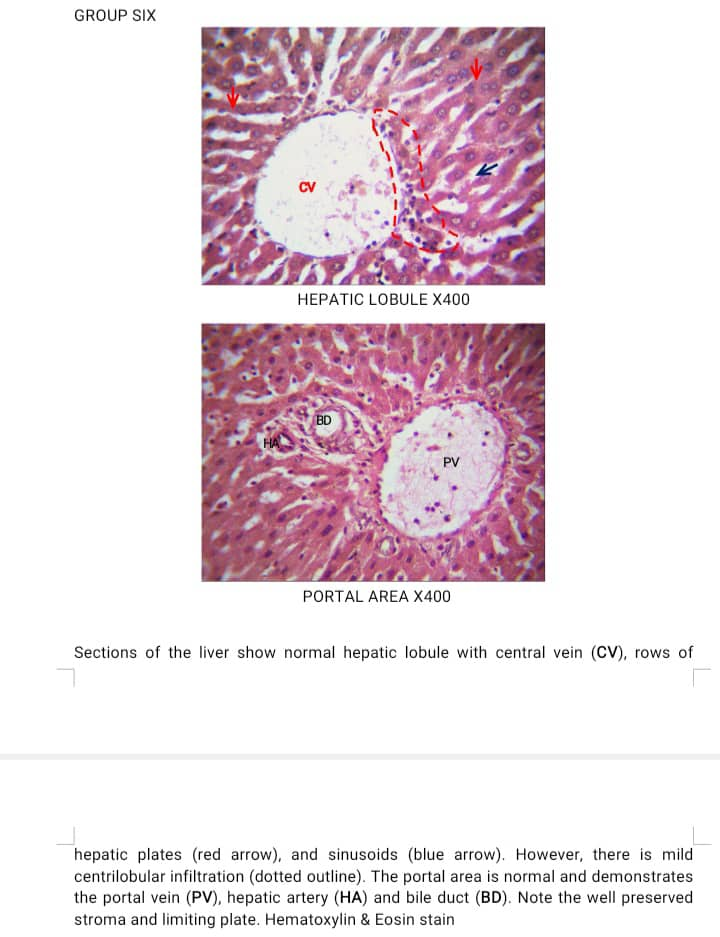 GROUP SIX
CV
HEPATIC LOBULE X400
BD
HA
PV
PORTAL AREA X400
Sections of the liver show normal hepatic lobule with central vein (CV), rows of
hepatic plates (red arrow), and sinusoids (blue arrow). However, there is mild
centrilobular infiltration (dotted outline). The portal area is normal and demonstrates
the portal vein (PV), hepatic artery (HA) and bile duct (BD). Note the well preserved
stroma and limiting plate. Hematoxylin & Eosin stain